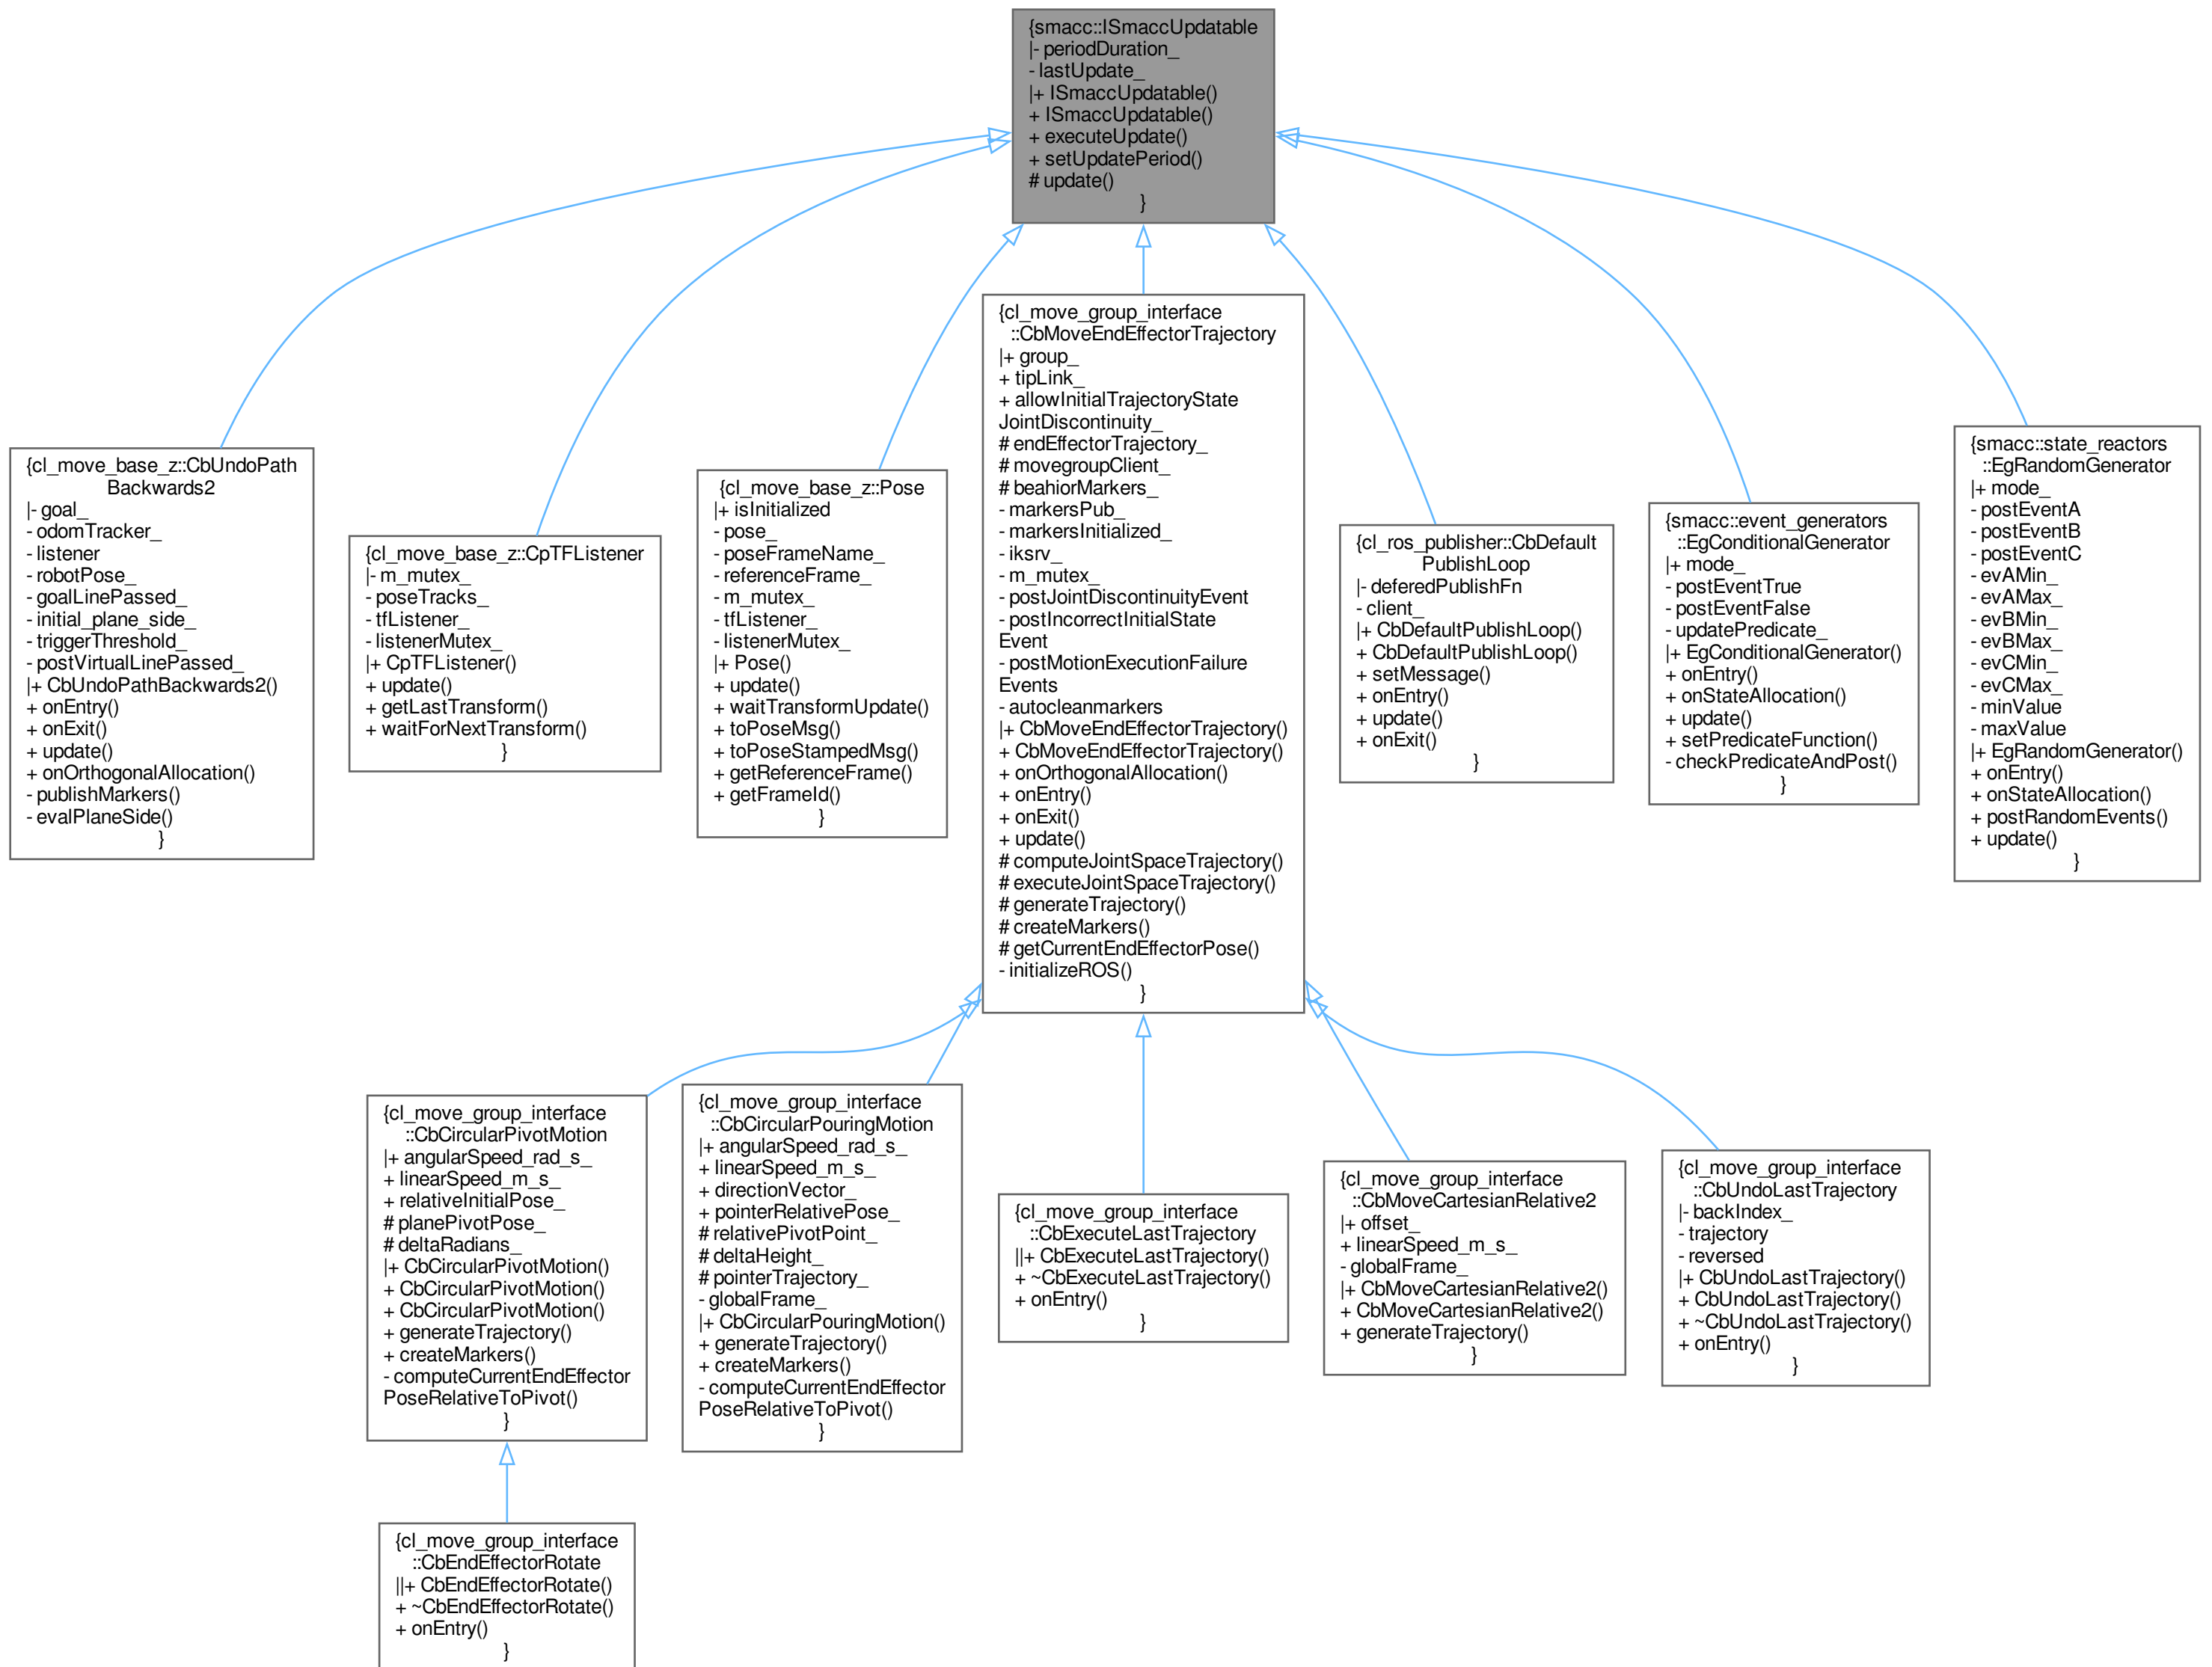 {smacc::ISmaccUpdatable
|- periodDuration_
- lastUpdate_
|+ ISmaccUpdatable()
+ ISmaccUpdatable()
+ executeUpdate()
+ setUpdatePeriod()
# update()
}
{cl_move_base_z::CbUndoPath
Backwards2
|- goal_
- odomTracker_
- listener
- robotPose_
- goalLinePassed_
- initial_plane_side_
- triggerThreshold_
- postVirtualLinePassed_
|+ CbUndoPathBackwards2()
+ onEntry()
+ onExit()
+ update()
+ onOrthogonalAllocation()
- publishMarkers()
- evalPlaneSide()
}
{cl_move_base_z::CpTFListener
|- m_mutex_
- poseTracks_
- tfListener_
- listenerMutex_
|+ CpTFListener()
+ update()
+ getLastTransform()
+ waitForNextTransform()
}
{cl_move_base_z::Pose
|+ isInitialized
- pose_
- poseFrameName_
- referenceFrame_
- m_mutex_
- tfListener_
- listenerMutex_
|+ Pose()
+ update()
+ waitTransformUpdate()
+ toPoseMsg()
+ toPoseStampedMsg()
+ getReferenceFrame()
+ getFrameId()
}
{cl_move_group_interface
::CbMoveEndEffectorTrajectory
|+ group_
+ tipLink_
+ allowInitialTrajectoryState
JointDiscontinuity_
# endEffectorTrajectory_
# movegroupClient_
# beahiorMarkers_
- markersPub_
- markersInitialized_
- iksrv_
- m_mutex_
- postJointDiscontinuityEvent
- postIncorrectInitialState
Event
- postMotionExecutionFailure
Events
- autocleanmarkers
|+ CbMoveEndEffectorTrajectory()
+ CbMoveEndEffectorTrajectory()
+ onOrthogonalAllocation()
+ onEntry()
+ onExit()
+ update()
# computeJointSpaceTrajectory()
# executeJointSpaceTrajectory()
# generateTrajectory()
# createMarkers()
# getCurrentEndEffectorPose()
- initializeROS()
}
{cl_ros_publisher::CbDefault
PublishLoop
|- deferedPublishFn
- client_
|+ CbDefaultPublishLoop()
+ CbDefaultPublishLoop()
+ setMessage()
+ onEntry()
+ update()
+ onExit()
}
{smacc::event_generators
::EgConditionalGenerator
|+ mode_
- postEventTrue
- postEventFalse
- updatePredicate_
|+ EgConditionalGenerator()
+ onEntry()
+ onStateAllocation()
+ update()
+ setPredicateFunction()
- checkPredicateAndPost()
}
{smacc::state_reactors
::EgRandomGenerator
|+ mode_
- postEventA
- postEventB
- postEventC
- evAMin_
- evAMax_
- evBMin_
- evBMax_
- evCMin_
- evCMax_
- minValue
- maxValue
|+ EgRandomGenerator()
+ onEntry()
+ onStateAllocation()
+ postRandomEvents()
+ update()
}
{cl_move_group_interface
::CbCircularPivotMotion
|+ angularSpeed_rad_s_
+ linearSpeed_m_s_
+ relativeInitialPose_
# planePivotPose_
# deltaRadians_
|+ CbCircularPivotMotion()
+ CbCircularPivotMotion()
+ CbCircularPivotMotion()
+ generateTrajectory()
+ createMarkers()
- computeCurrentEndEffector
PoseRelativeToPivot()
}
{cl_move_group_interface
::CbCircularPouringMotion
|+ angularSpeed_rad_s_
+ linearSpeed_m_s_
+ directionVector_
+ pointerRelativePose_
# relativePivotPoint_
# deltaHeight_
# pointerTrajectory_
- globalFrame_
|+ CbCircularPouringMotion()
+ generateTrajectory()
+ createMarkers()
- computeCurrentEndEffector
PoseRelativeToPivot()
}
{cl_move_group_interface
::CbExecuteLastTrajectory
||+ CbExecuteLastTrajectory()
+ ~CbExecuteLastTrajectory()
+ onEntry()
}
{cl_move_group_interface
::CbMoveCartesianRelative2
|+ offset_
+ linearSpeed_m_s_
- globalFrame_
|+ CbMoveCartesianRelative2()
+ CbMoveCartesianRelative2()
+ generateTrajectory()
}
{cl_move_group_interface
::CbUndoLastTrajectory
|- backIndex_
- trajectory
- reversed
|+ CbUndoLastTrajectory()
+ CbUndoLastTrajectory()
+ ~CbUndoLastTrajectory()
+ onEntry()
}
{cl_move_group_interface
::CbEndEffectorRotate
||+ CbEndEffectorRotate()
+ ~CbEndEffectorRotate()
+ onEntry()
}